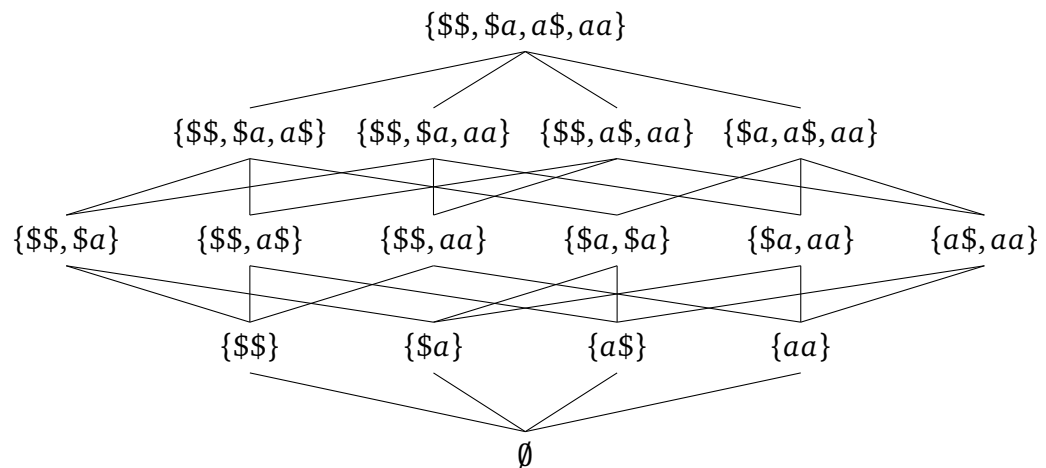 {$$, $a, a$, aa}
{$$, $a, a$} {$$, $a, aa} {$$, a$, aa} {$a, a$, aa}
{$$, $a} {$$, a$} {$$, aa} {$a, $a} {$a, aa} {a$, aa}
{$$} {$a} {a$} {aa}
∅